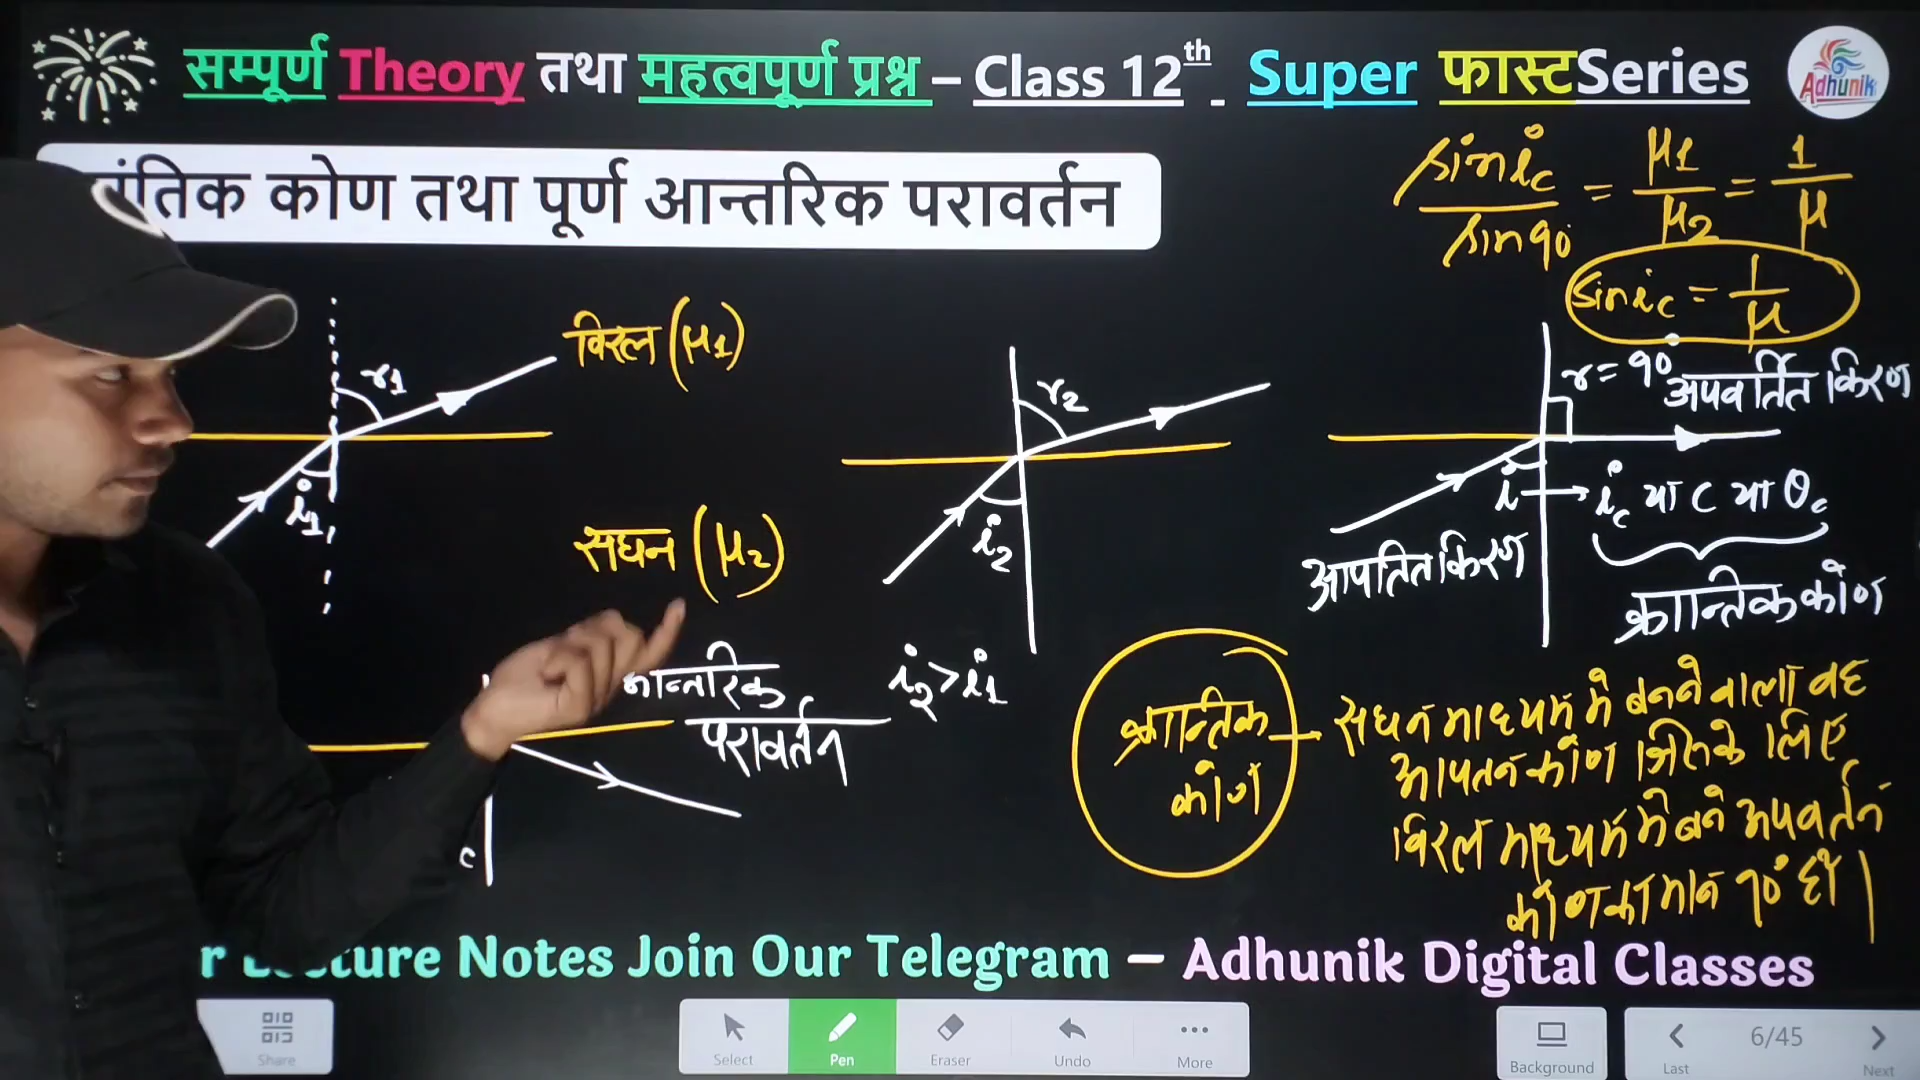 सम्पूर्ण Theory तथा महत्वपूर्ण प्रश्न – Class 12th - Super फास्टSeries
Adhunik
कोण तथा पूर्ण आन्तरिक परावर्तन
sin ic / sin 90° = μ1 / μ2 = 1 / μ
sin ic = 1 / μ
विरल (μ1)
r1
i1
सघन (μ2)
r2
i2
i2 > i1
r = 90°
अपवर्तित किरण
i → ic या C या θc
आपतित किरण
क्रान्तिक कोण
आन्तरिक
परावर्तन
c
क्रान्तिक
कोण
सघन माध्यम मे बनने वाला वह
आपतन कोण जिसके लिए
विरल माध्यम मे बने अपवर्तन
कोण का मान 90° हो।
Lecture Notes Join Our Telegram – Adhunik Digital Classes
Share
Select
Pen
Eraser
Undo
More
Background
Last
6/45
Next